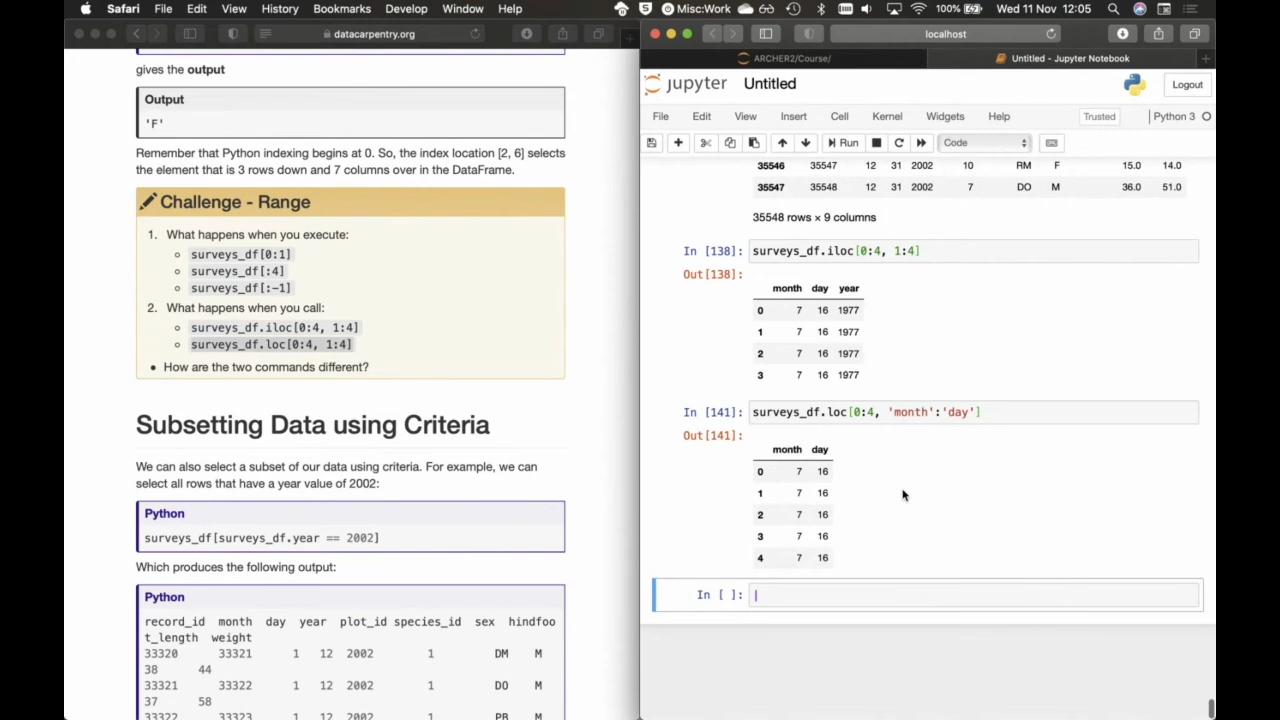 Safari File Edit View History Bookmarks Develop Window Help Misc:Work 100% Wed 11 Nov 12:05
datacarpentry.org
gives the output
Output
'F'
Remember that Python indexing begins at 0. So, the index location [2, 6] selects
the element that is 3 rows down and 7 columns over in the DataFrame.
Challenge - Range
1. What happens when you execute:
surveys_df[0:1]
surveys_df[:4]
surveys_df[:-1]
2. What happens when you call:
surveys_df.iloc[0:4, 1:4]
surveys_df.loc[0:4, 1:4]
• How are the two commands different?
Subsetting Data using Criteria
We can also select a subset of our data using criteria. For example, we can
select all rows that have a year value of 2002:
Python
surveys_df[surveys_df.year == 2002]
Which produces the following output:
Python
record_id month day year plot_id species_id sex hindfoo
t_length weight
33320 33321 1 12 2002 1 DM M
38 44
33321 33322 1 12 2002 1 DO M
37 58
33322 33323 1 12 2002 1 PB M
localhost
ARCHER2/Course/ Untitled - Jupyter Notebook
jupyter Untitled Logout
File Edit View Insert Cell Kernel Widgets Help Trusted Python 3
Run Code
35546 35547 12 31 2002 10 RM F 15.0 14.0
35547 35548 12 31 2002 7 DO M 36.0 51.0
35548 rows × 9 columns
In [138]: surveys_df.iloc[0:4, 1:4]
Out[138]:
month day year
0 7 16 1977
1 7 16 1977
2 7 16 1977
3 7 16 1977
In [141]: surveys_df.loc[0:4, 'month':'day']
Out[141]:
month day
0 7 16
1 7 16
2 7 16
3 7 16
4 7 16
In [ ]: